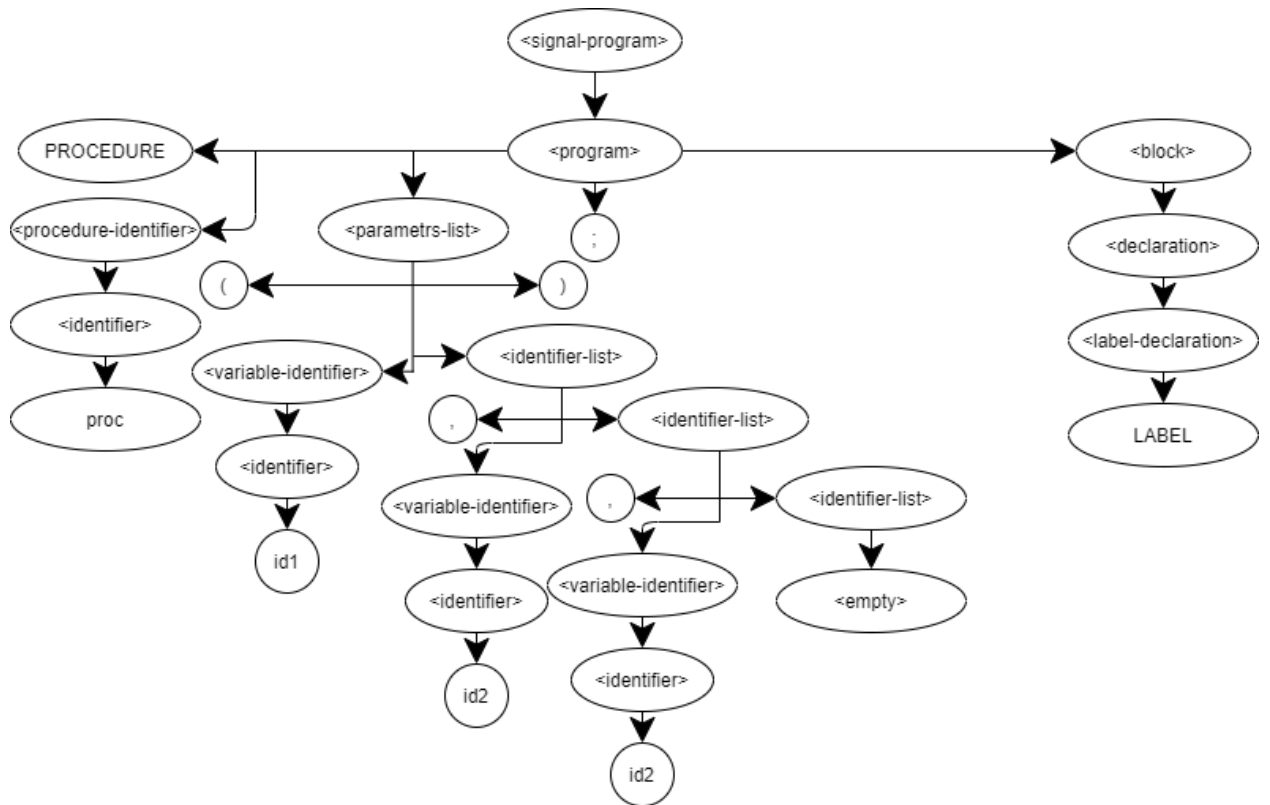 <signal-program>
PROCEDURE
<program>
<block>
<procedure-identifier>
<parametrs-list>
;
<declaration>
(
)
<identifier>
<label-declaration>
<variable-identifier>
<identifier-list>
proc
,
<identifier-list>
LABEL
<identifier>
<variable-identifier>
,
<identifier-list>
id1
<variable-identifier>
<identifier>
<empty>
id2
<identifier>
id2